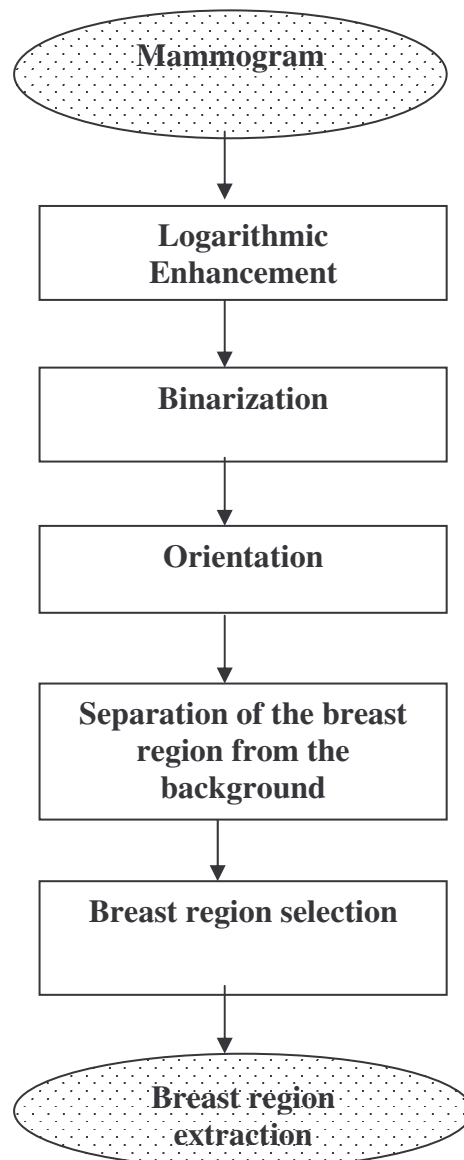 Mammogram
Logarithmic
Enhancement
Binarization
Orientation
Separation of the breast
region from the
background
Breast region selection
Breast region
extraction